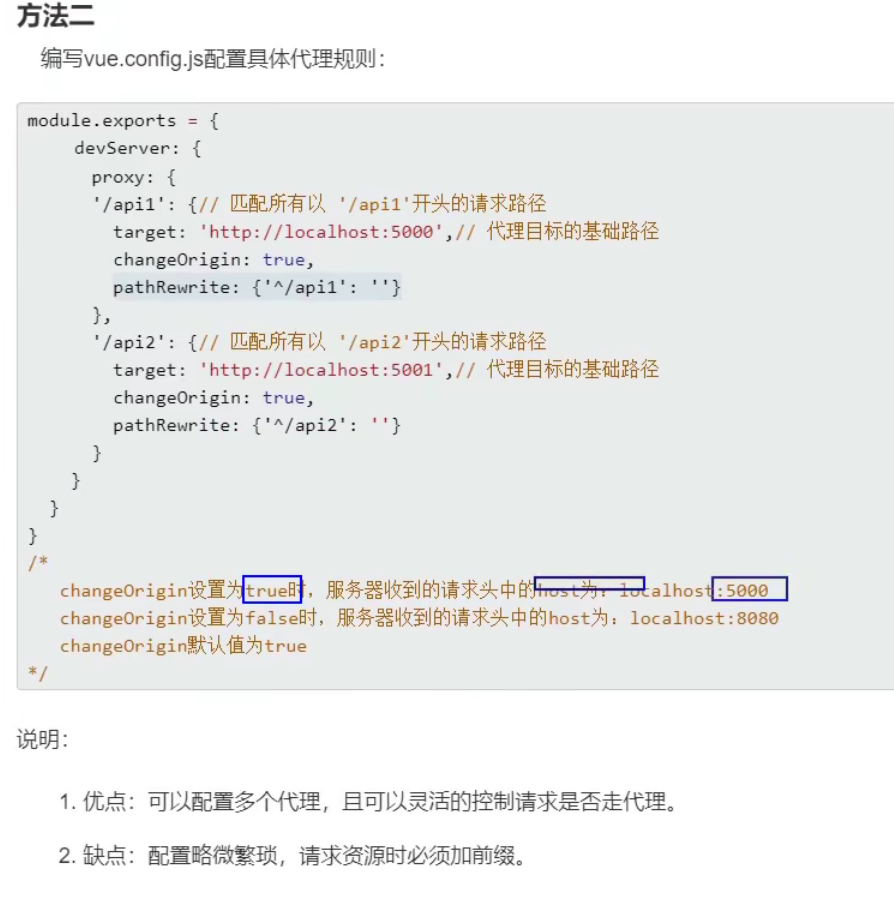 方法二
编写vue.config.js配置具体代理规则：
module.exports = {
devServer: {
proxy: {
'/api1': {// 匹配所有以 '/api1'开头的请求路径
target: 'http://localhost:5000',// 代理目标的基础路径
changeOrigin: true,
pathRewrite: {'^/api1': ''}
},
'/api2': {// 匹配所有以 '/api2'开头的请求路径
target: 'http://localhost:5001',// 代理目标的基础路径
changeOrigin: true,
pathRewrite: {'^/api2': ''}
}
}
}
}
/*
changeOrigin设置为true时，服务器收到的请求头中的host为：localhost:5000
changeOrigin设置为false时，服务器收到的请求头中的host为：localhost:8080
changeOrigin默认值为true
*/
说明：
1. 优点：可以配置多个代理，且可以灵活的控制请求是否走代理。
2. 缺点：配置略微繁琐，请求资源时必须加前缀。